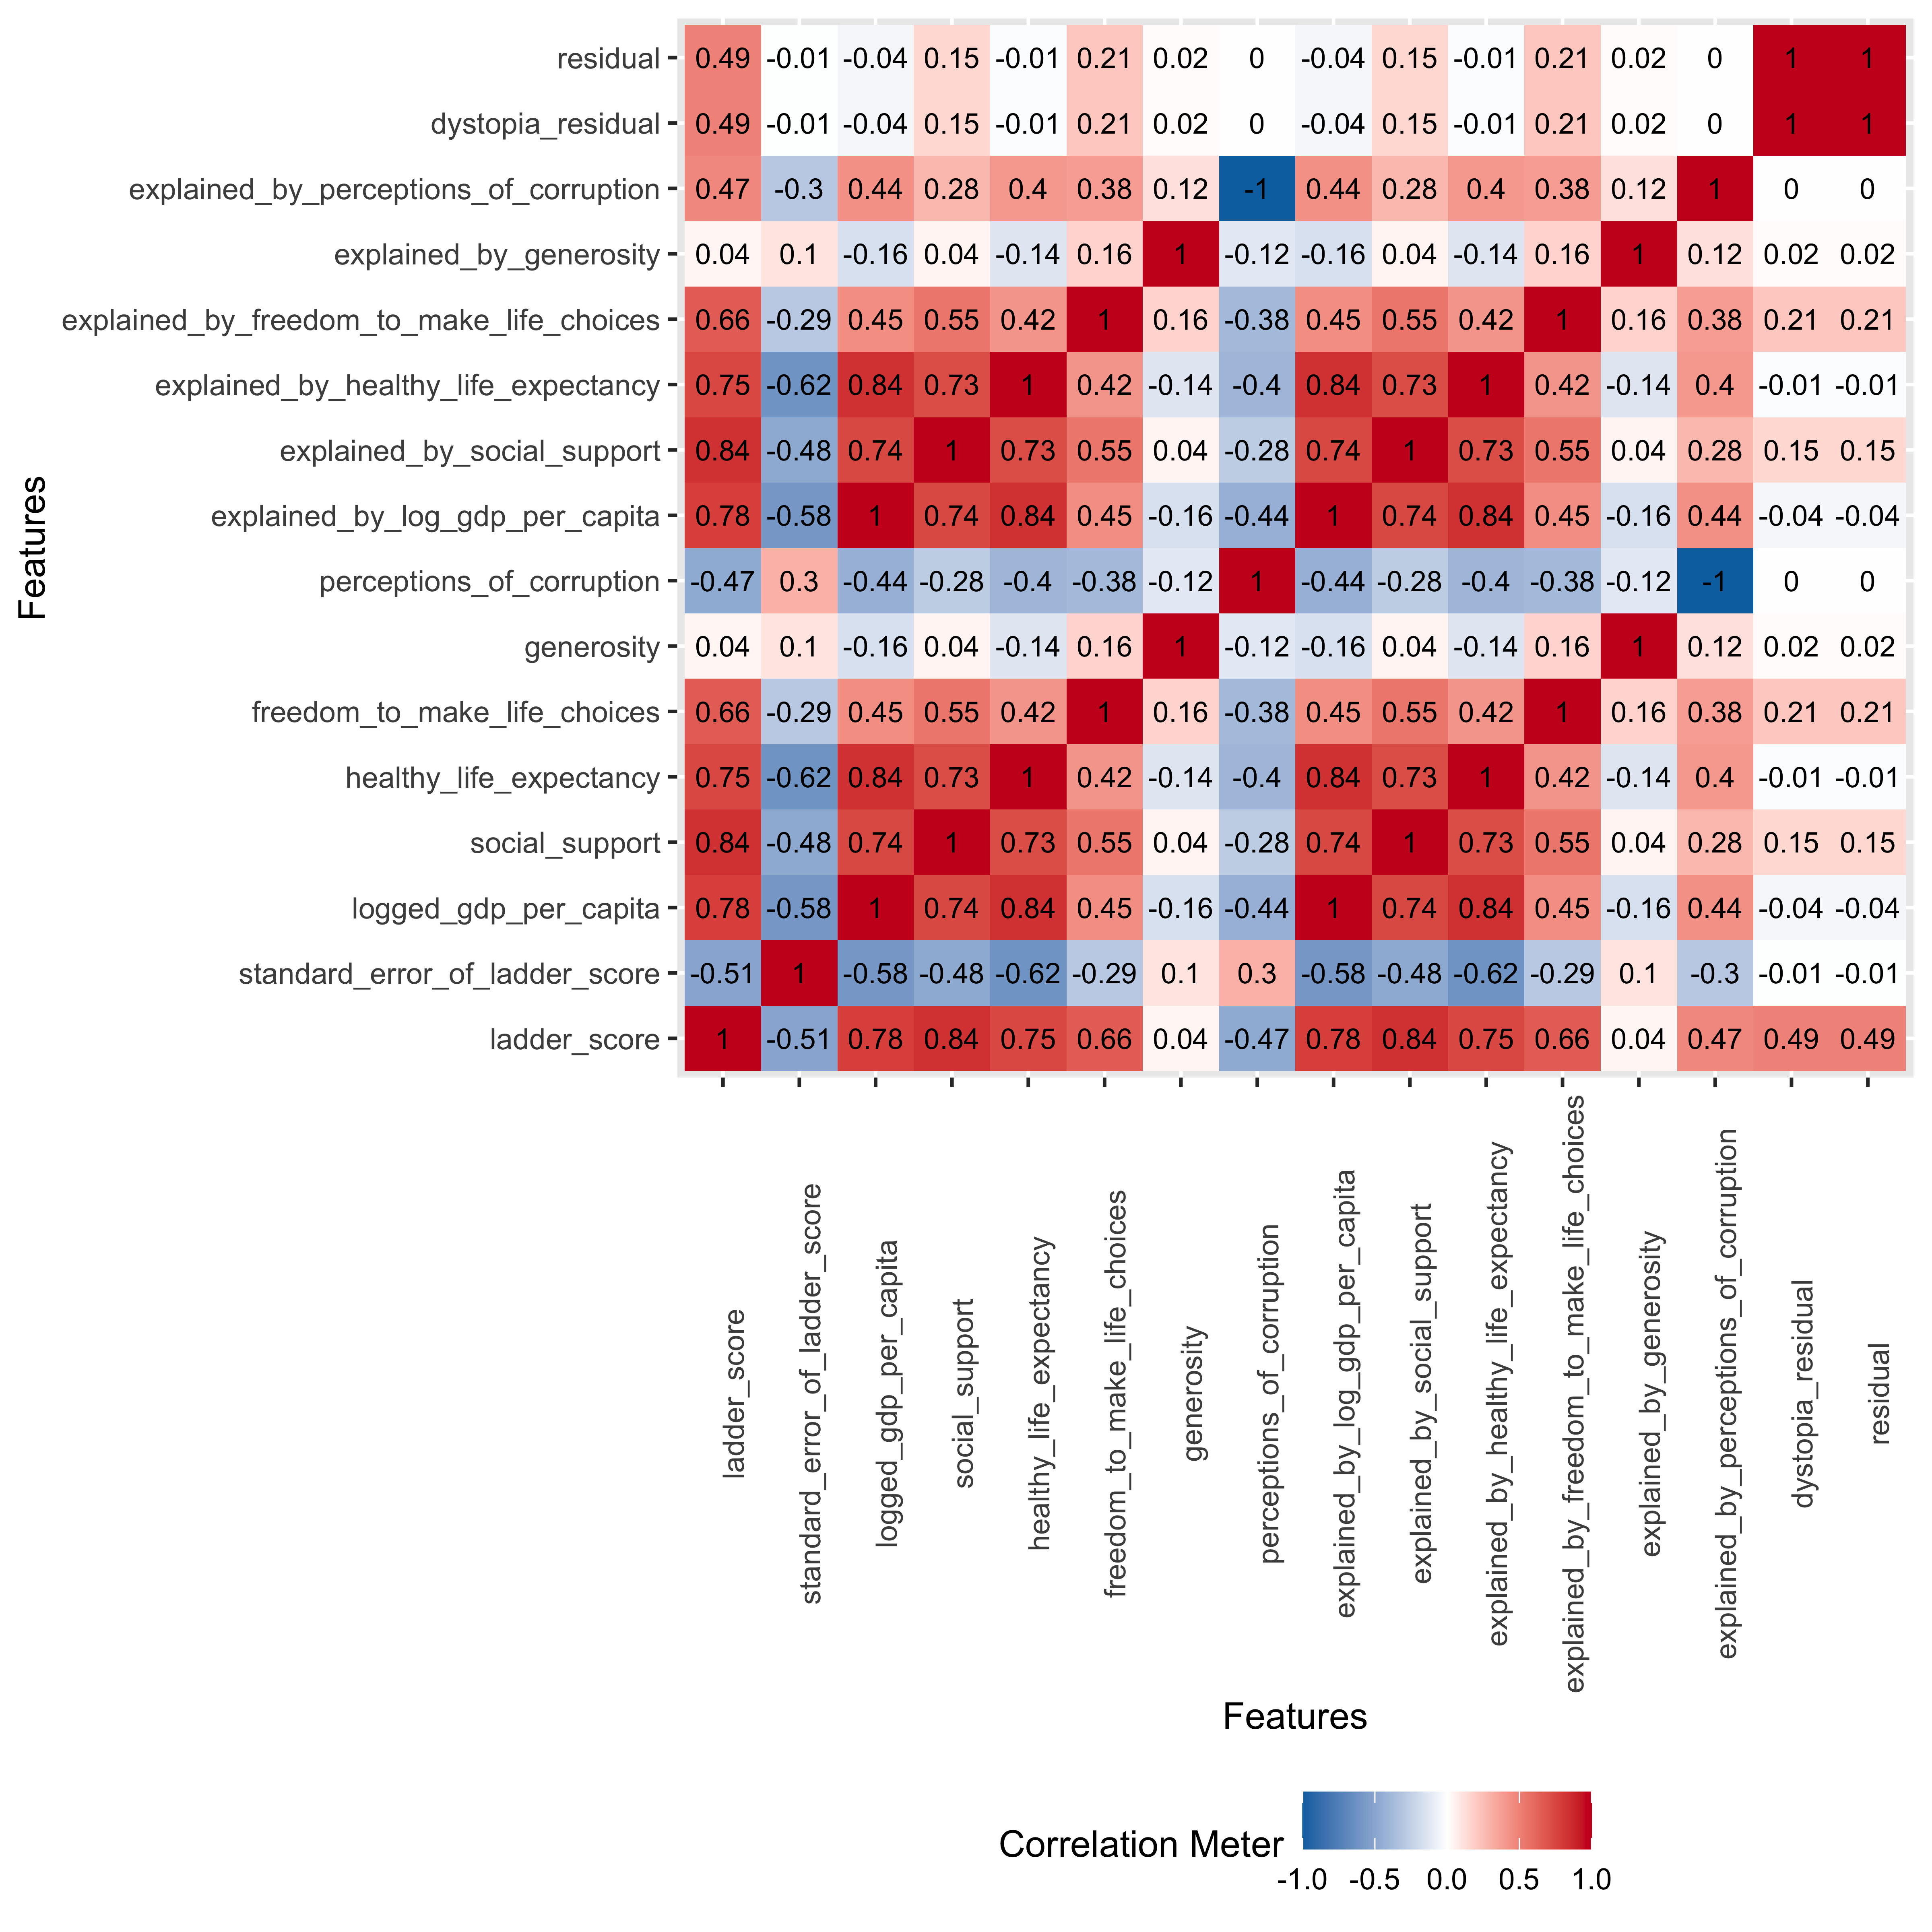 Features
residual 0.49 -0.01 -0.04 0.15 -0.01 0.21 0.02 0 -0.04 0.15 -0.01 0.21 0.02 0 1 1
dystopia_residual 0.49 -0.01 -0.04 0.15 -0.01 0.21 0.02 0 -0.04 0.15 -0.01 0.21 0.02 0 1 1
explained_by_perceptions_of_corruption 0.47 -0.3 0.44 0.28 0.4 0.38 0.12 -1 0.44 0.28 0.4 0.38 0.12 1 0 0
explained_by_generosity 0.04 0.1 -0.16 0.04 -0.14 0.16 1 -0.12 -0.16 0.04 -0.14 0.16 1 0.12 0.02 0.02
explained_by_freedom_to_make_life_choices 0.66 -0.29 0.45 0.55 0.42 1 0.16 -0.38 0.45 0.55 0.42 1 0.16 0.38 0.21 0.21
explained_by_healthy_life_expectancy 0.75 -0.62 0.84 0.73 1 0.42 -0.14 -0.4 0.84 0.73 1 0.42 -0.14 0.4 -0.01 -0.01
explained_by_social_support 0.84 -0.48 0.74 1 0.73 0.55 0.04 -0.28 0.74 1 0.73 0.55 0.04 0.28 0.15 0.15
explained_by_log_gdp_per_capita 0.78 -0.58 1 0.74 0.84 0.45 -0.16 -0.44 1 0.74 0.84 0.45 -0.16 0.44 -0.04 -0.04
perceptions_of_corruption -0.47 0.3 -0.44 -0.28 -0.4 -0.38 -0.12 1 -0.44 -0.28 -0.4 -0.38 -0.12 -1 0 0
generosity 0.04 0.1 -0.16 0.04 -0.14 0.16 1 -0.12 -0.16 0.04 -0.14 0.16 1 0.12 0.02 0.02
freedom_to_make_life_choices 0.66 -0.29 0.45 0.55 0.42 1 0.16 -0.38 0.45 0.55 0.42 1 0.16 0.38 0.21 0.21
healthy_life_expectancy 0.75 -0.62 0.84 0.73 1 0.42 -0.14 -0.4 0.84 0.73 1 0.42 -0.14 0.4 -0.01 -0.01
social_support 0.84 -0.48 0.74 1 0.73 0.55 0.04 -0.28 0.74 1 0.73 0.55 0.04 0.28 0.15 0.15
logged_gdp_per_capita 0.78 -0.58 1 0.74 0.84 0.45 -0.16 -0.44 1 0.74 0.84 0.45 -0.16 0.44 -0.04 -0.04
standard_error_of_ladder_score -0.51 1 -0.58 -0.48 -0.62 -0.29 0.1 0.3 -0.58 -0.48 -0.62 -0.29 0.1 -0.3 -0.01 -0.01
ladder_score 1 -0.51 0.78 0.84 0.75 0.66 0.04 -0.47 0.78 0.84 0.75 0.66 0.04 0.47 0.49 0.49
ladder_score
standard_error_of_ladder_score
logged_gdp_per_capita
social_support
healthy_life_expectancy
freedom_to_make_life_choices
generosity
perceptions_of_corruption
explained_by_log_gdp_per_capita
explained_by_social_support
explained_by_healthy_life_expectancy
explained_by_freedom_to_make_life_choices
explained_by_generosity
explained_by_perceptions_of_corruption
dystopia_residual
residual
Features
Correlation Meter
-1.0 -0.5 0.0 0.5 1.0